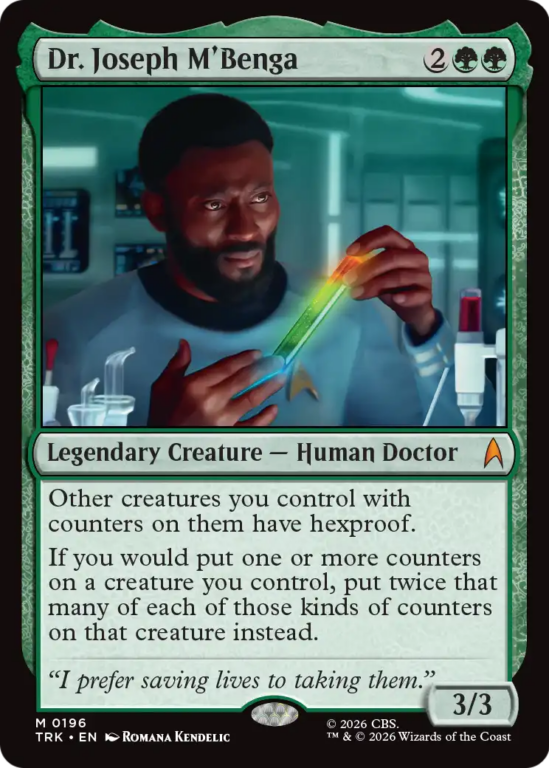 Dr. Joseph M'Benga 2
Legendary Creature — Human Doctor
Other creatures you control with
counters on them have hexproof.
If you would put one or more counters
on a creature you control, put twice that
many of each of those kinds of counters
on that creature instead.
“I prefer saving lives to taking them.”
3/3
M 0196
TRK • EN Romana Kendelic
© 2026 CBS.
™ & © 2026 Wizards of the Coast